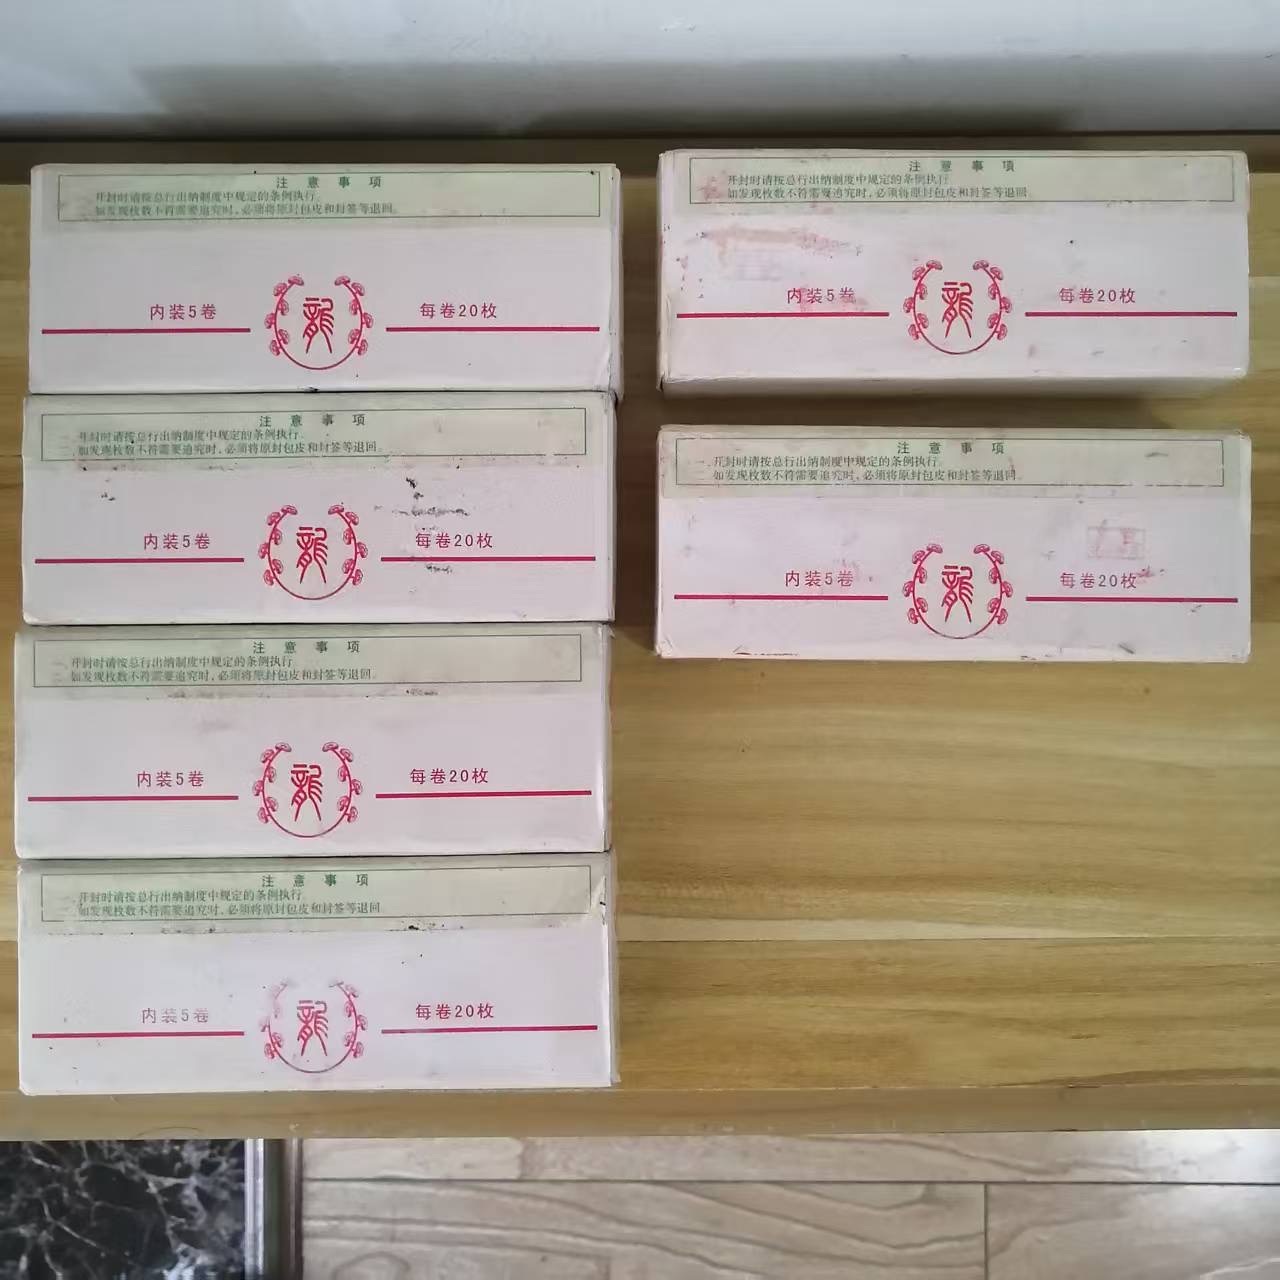 注意事项
一、开封时请按总行出纳制度中规定的条例执行。
二、如发现枚数不符需要追究时，必须将原封包皮和封签等退回。
内装5卷 龍 每卷20枚
注意事项
一、开封时请按总行出纳制度中规定的条例执行。
二、如发现枚数不符需要追究时，必须将原封包皮和封签等退回。
内装5卷 龍 每卷20枚
注意事项
一、开封时请按总行出纳制度中规定的条例执行。
二、如发现枚数不符需要追究时，必须将原封包皮和封签等退回。
内装5卷 龍 每卷20枚
注意事项
一、开封时请按总行出纳制度中规定的条例执行。
二、如发现枚数不符需要追究时，必须将原封包皮和封签等退回
内装5卷 龍 每卷20枚
注意事项
一、开封时请按总行出纳制度中规定的条例执行。
二、如发现枚数不符需要追究时，必须将原封包皮和封签等退回。
内装5卷 龍 每卷20枚
注意事项
一、开封时请按总行出纳制度中规定的条例执行。
二、如发现枚数不符需要追究时，必须将原封包皮和封签等退回。
内装5卷 龍 每卷20枚